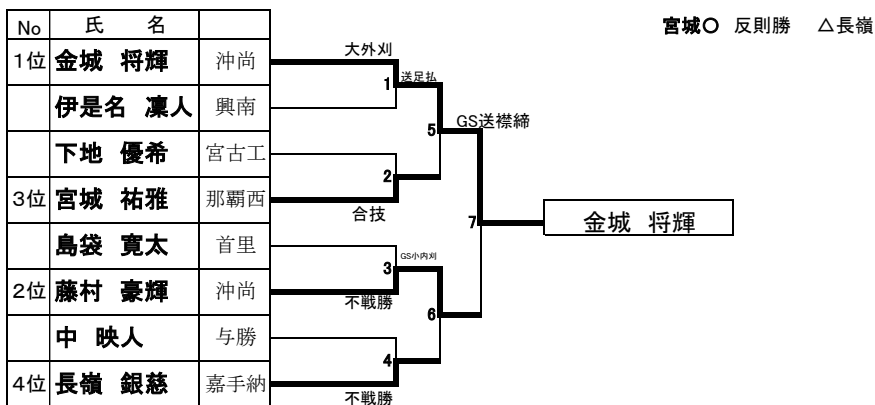 宮城〇 反則勝 △長嶺
No 氏 名
1位 金城 将輝 沖尚
伊是名 凜人 興南
下地 優希 宮古工
3位 宮城 祐雅 那覇西
島袋 寛太 首里
2位 藤村 豪輝 沖尚
中 映人 与勝
4位 長嶺 銀慈 嘉手納
大外刈
1
送足払
5
GS送襟締
2
合技
7
金城 将輝
3
GS小内刈
不戦勝
6
4
不戦勝